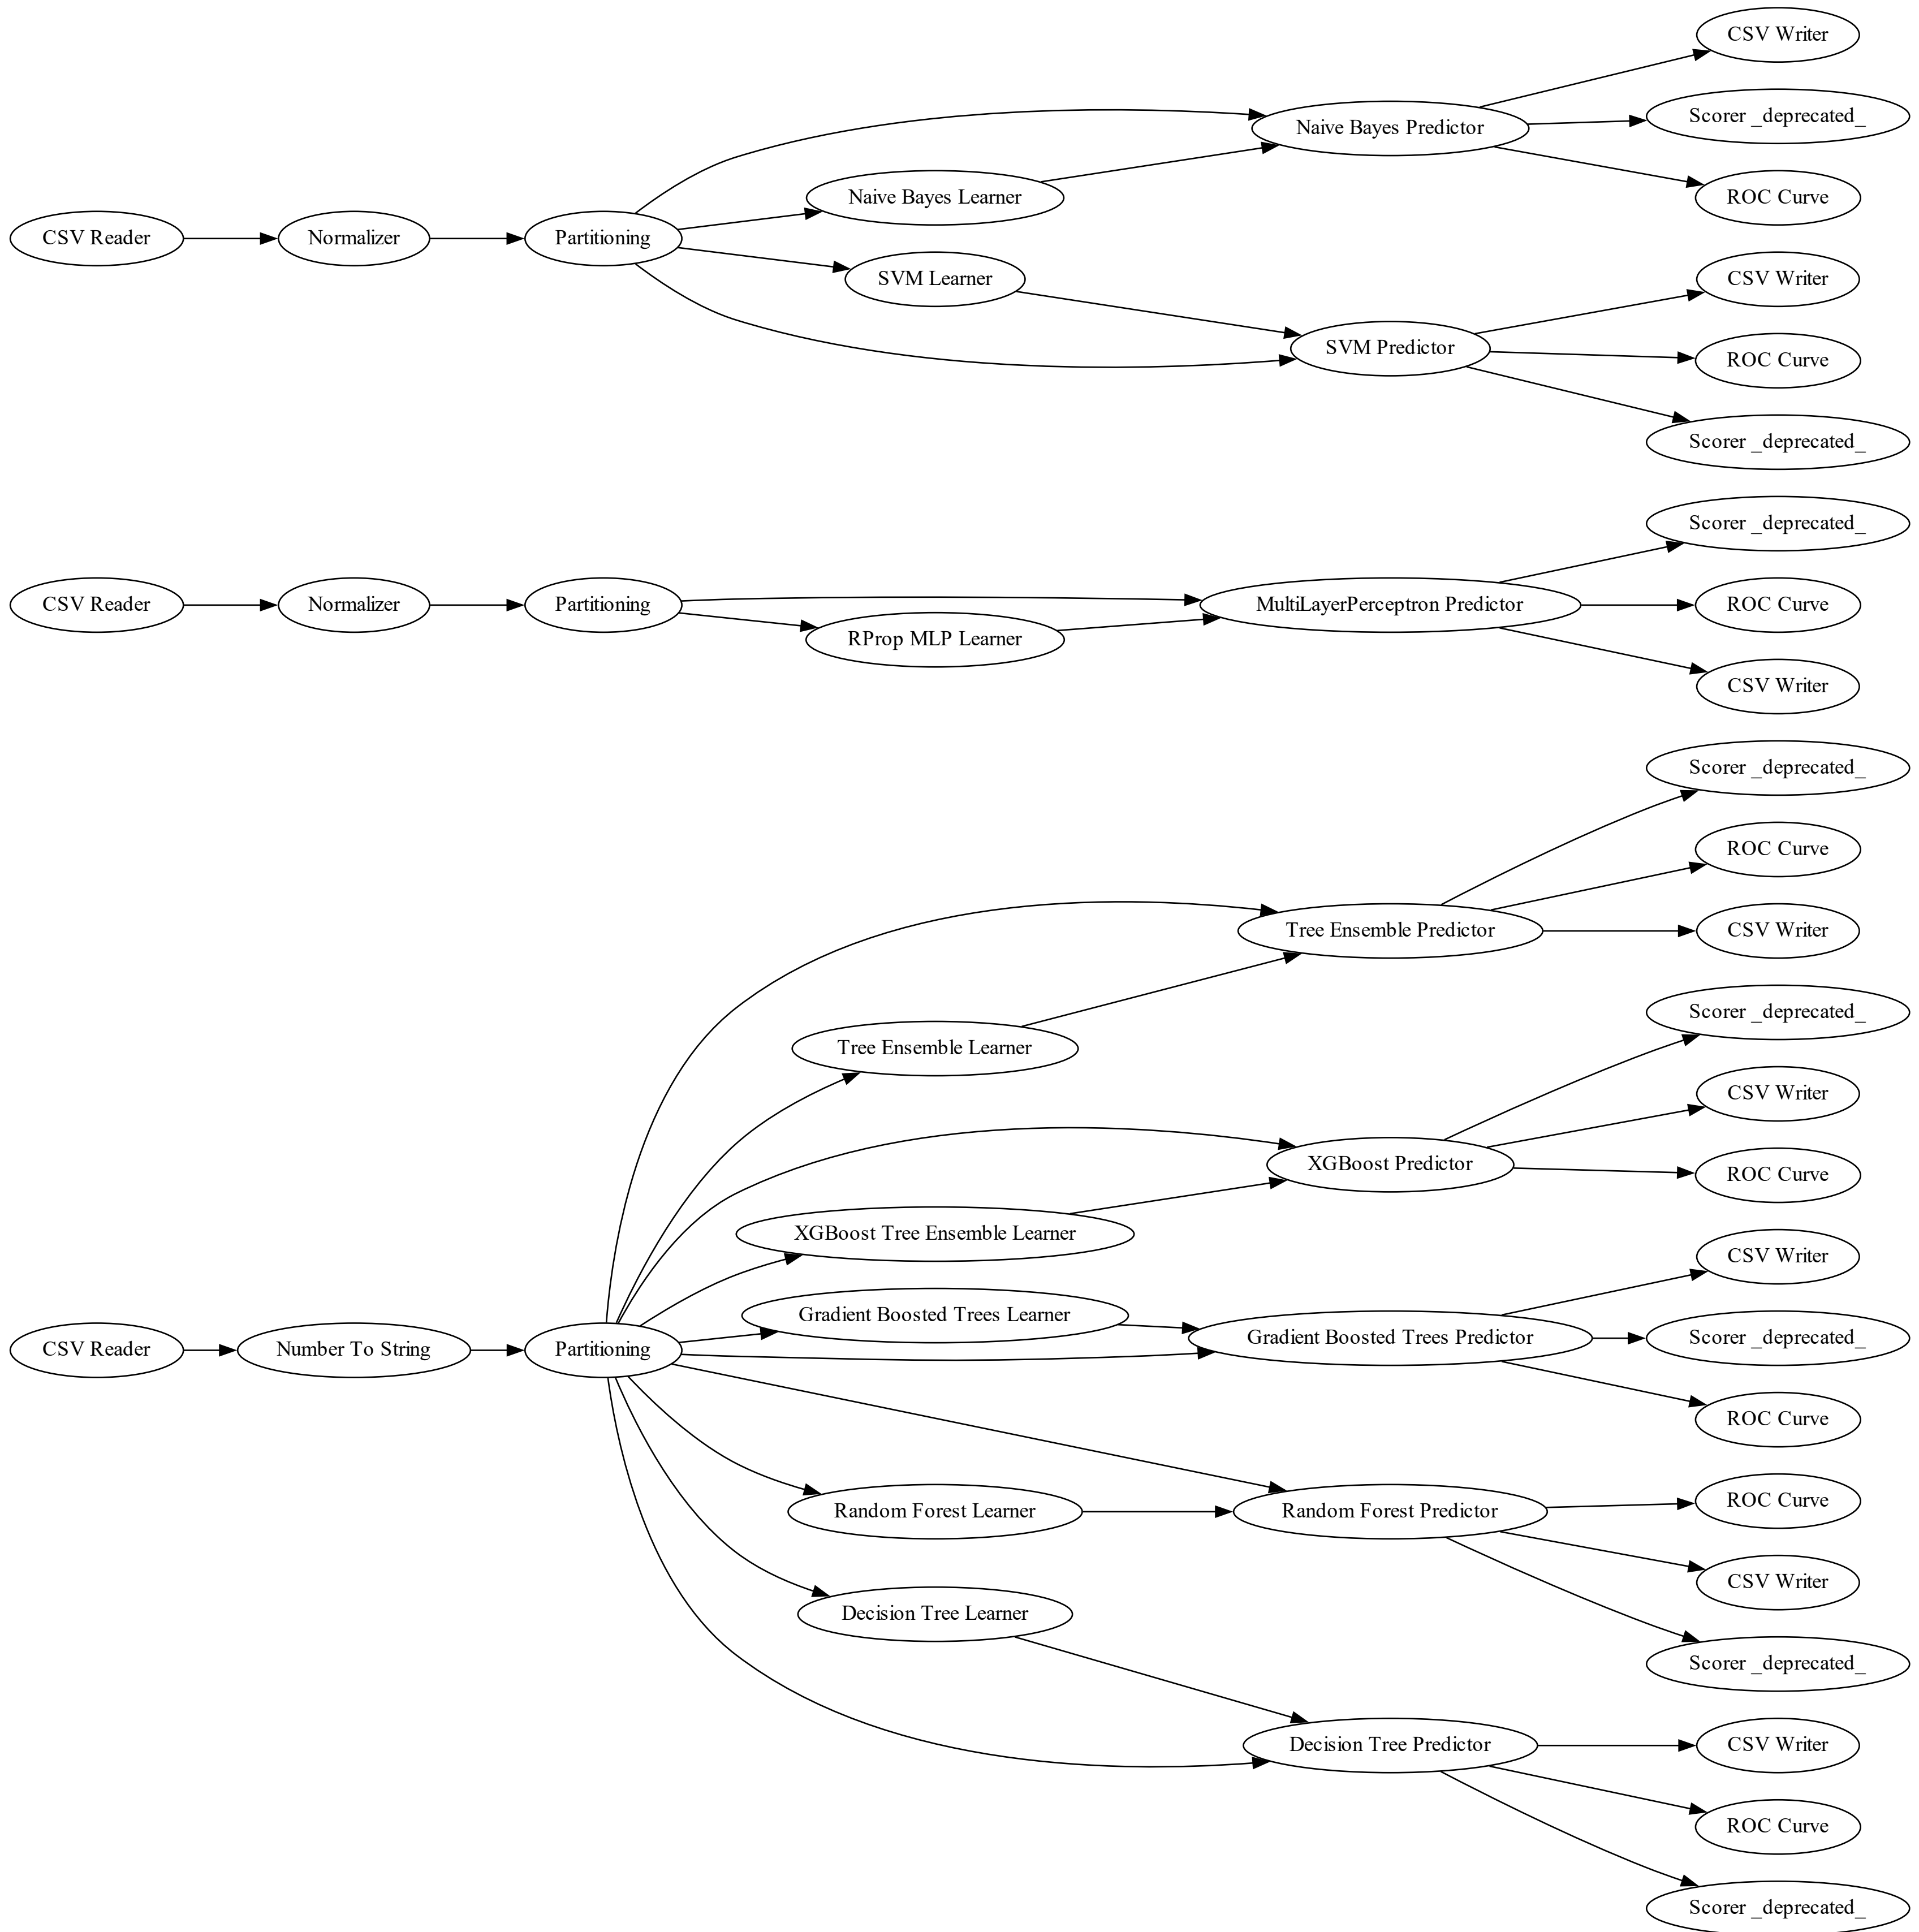 CSV Writer
Naive Bayes Predictor
Scorer _deprecated_
Naive Bayes Learner
ROC Curve
CSV Reader
Normalizer
Partitioning
SVM Learner
CSV Writer
SVM Predictor
ROC Curve
Scorer _deprecated_
Scorer _deprecated_
CSV Reader
Normalizer
Partitioning
MultiLayerPerceptron Predictor
ROC Curve
RProp MLP Learner
CSV Writer
Scorer _deprecated_
ROC Curve
Tree Ensemble Predictor
CSV Writer
Scorer _deprecated_
Tree Ensemble Learner
CSV Writer
XGBoost Predictor
ROC Curve
XGBoost Tree Ensemble Learner
CSV Writer
Gradient Boosted Trees Learner
Gradient Boosted Trees Predictor
Scorer _deprecated_
CSV Reader
Number To String
Partitioning
ROC Curve
ROC Curve
Random Forest Learner
Random Forest Predictor
CSV Writer
Decision Tree Learner
Scorer _deprecated_
Decision Tree Predictor
CSV Writer
ROC Curve
Scorer _deprecated_